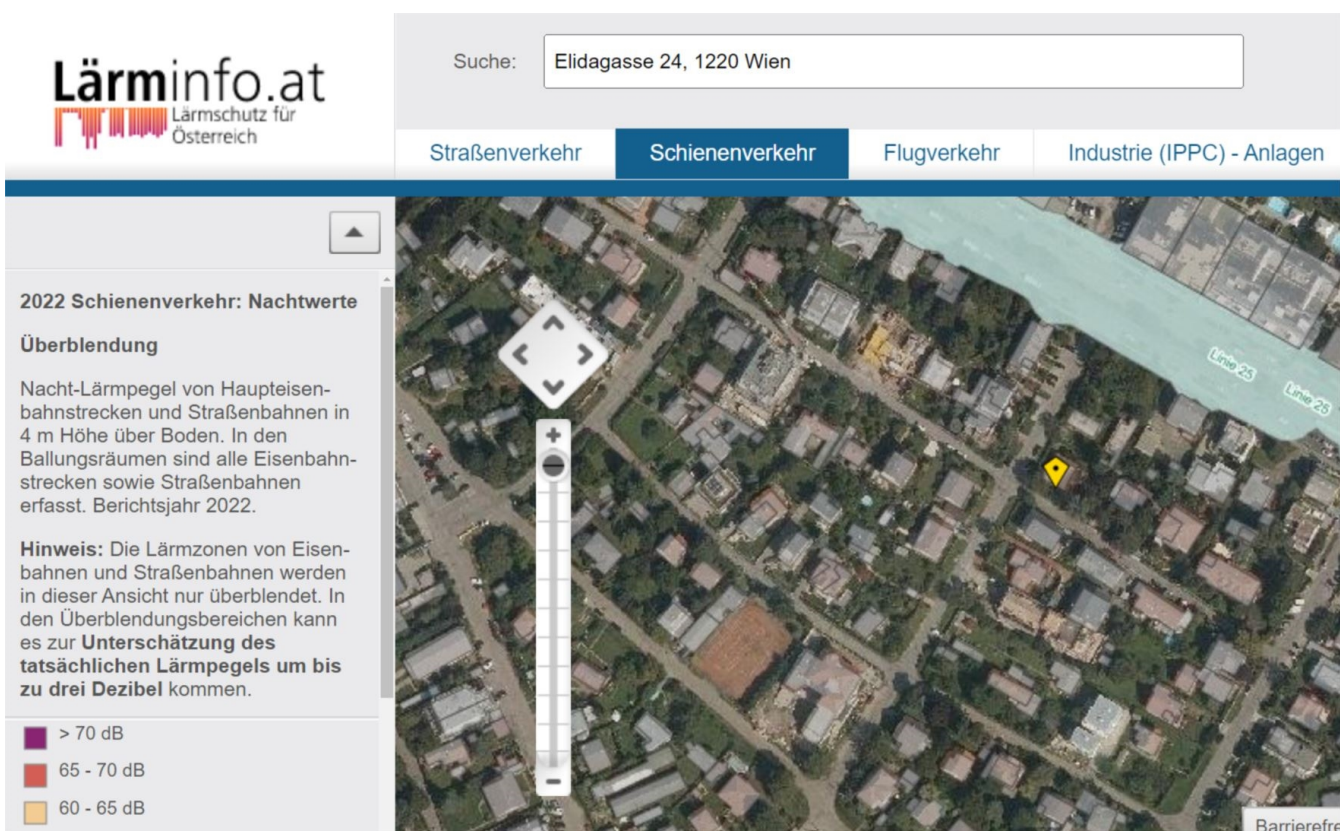 Lärminfo.at
Lärmschutz für
Österreich
Suche:
Elidagasse 24, 1220 Wien
Straßenverkehr
Schienenverkehr
Flugverkehr
Industrie (IPPC) - Anlagen
2022 Schienenverkehr: Nachtwerte
Überblendung
Nacht-Lärmpegel von Haupteisen-
bahnstrecken und Straßenbahnen in
4 m Höhe über Boden. In den
Ballungsräumen sind alle Eisenbahn-
strecken sowie Straßenbahnen
erfasst. Berichtsjahr 2022.
Hinweis: Die Lärmzonen von Eisen-
bahnen und Straßenbahnen werden
in dieser Ansicht nur überblendet. In
den Überblendungsbereichen kann
es zur Unterschätzung des
tatsächlichen Lärmpegels um bis
zu drei Dezibel kommen.
> 70 dB
65 - 70 dB
60 - 65 dB
Linie 25
Linie 25
+
-
Barrierefre